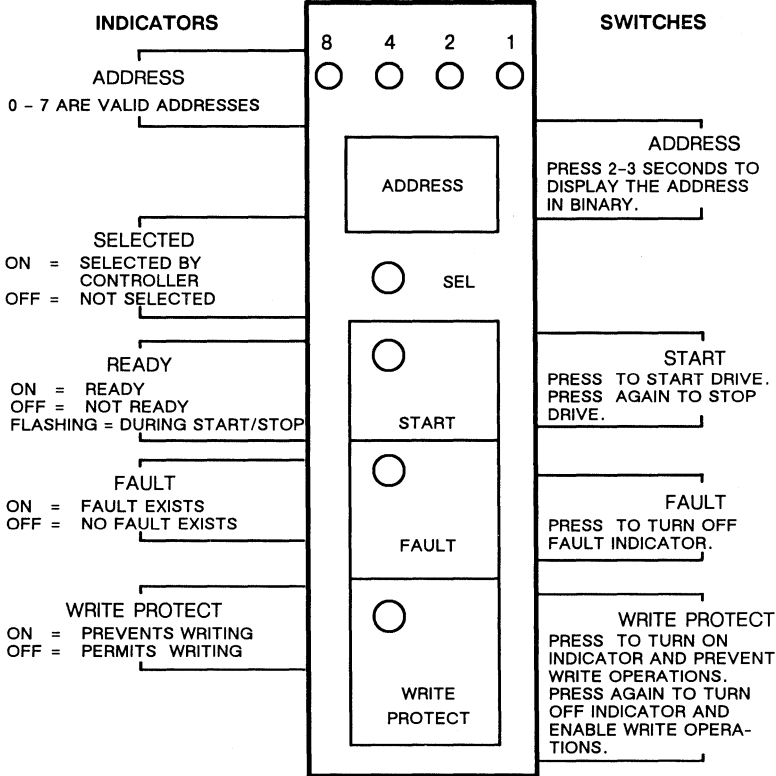 INDICATORS
SWITCHES
8 4 2 1
ADDRESS
0 - 7 ARE VALID ADDRESSES
ADDRESS
ADDRESS
PRESS 2-3 SECONDS TO
DISPLAY THE ADDRESS
IN BINARY.
SELECTED
ON = SELECTED BY
CONTROLLER
OFF = NOT SELECTED
SEL
READY
ON = READY
OFF = NOT READY
FLASHING = DURING START/STOP
START
START
PRESS TO START DRIVE.
PRESS AGAIN TO STOP
DRIVE.
FAULT
ON = FAULT EXISTS
OFF = NO FAULT EXISTS
FAULT
FAULT
PRESS TO TURN OFF
FAULT INDICATOR.
WRITE PROTECT
ON = PREVENTS WRITING
OFF = PERMITS WRITING
WRITE
PROTECT
WRITE PROTECT
PRESS TO TURN ON
INDICATOR AND PREVENT
WRITE OPERATIONS.
PRESS AGAIN TO TURN
OFF INDICATOR AND
ENABLE WRITE OPERA-
TIONS.